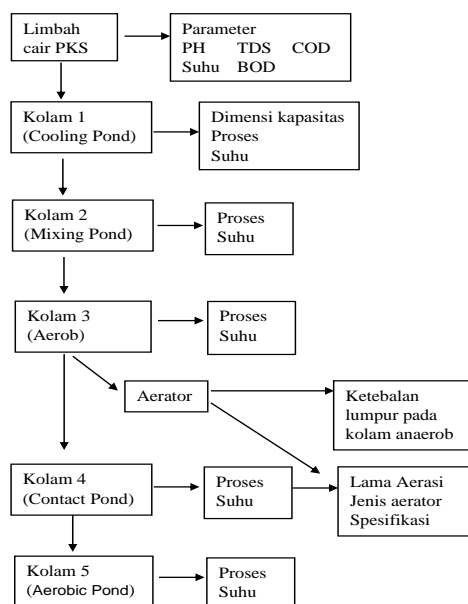 Limbah
cair PKS
Parameter
PH TDS COD
Suhu BOD
Kolam 1
(Cooling Pond)
Dimensi kapasitas
Proses
Suhu
Kolam 2
(Mixing Pond)
Proses
Suhu
Kolam 3
(Aerob)
Proses
Suhu
Aerator
Ketebalan
lumpur pada
kolam anaerob
Kolam 4
(Contact Pond)
Proses
Suhu
Lama Aerasi
Jenis aerator
Spesifikasi
Kolam 5
(Aerobic Pond)
Proses
Suhu